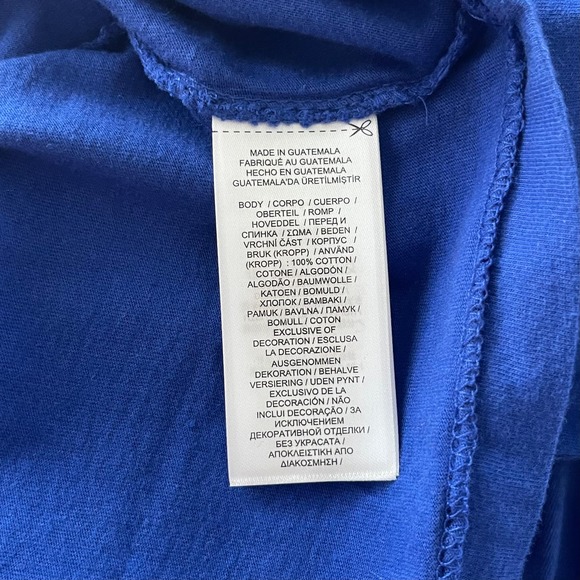 MADE IN GUATEMALA
FABRIQUÉ AU GUATEMALA
HECHO EN GUATEMALA
GUATEMALA'DA ÜRETİLMİŞTİR
BODY / CORPO / CUERPO /
OBERTEIL / ROMP /
HOVEDDEL / ПЕРЕД И
СПИНКА / ΣΩΜΑ / BEDEN /
VRCHNÍ ČÁST / КОРПУС /
BRUK (KROPP) / ANVÄND
(KROPP) : 100% COTTON /
COTONE / ALGODÓN /
ALGODÃO / BAUMWOLLE /
KATOEN / BOMULD /
ХЛОПОК / BAMBAKI /
PAMUK / BAVLNA / ПАМУК /
BOMULL / COTON
EXCLUSIVE OF
DECORATION / ESCLUSA
LA DECORAZIONE /
AUSGENOMMEN
DEKORATION / BEHALVE
VERSIERING / UDEN PYNT /
EXCLUSIVO DE LA
DECORACIÓN / NÃO
INCLUI DECORAÇÃO / ЗА
ИСКЛЮЧЕНИЕМ
ДЕКОРАТИВНОЙ ОТДЕЛКИ /
БЕЗ УКРАСАТА /
ΑΠΟΚΛΕΙΣΤΙΚΗ ΑΠΟ
ΔΙΑΚΟΣΜΗΣΗ /